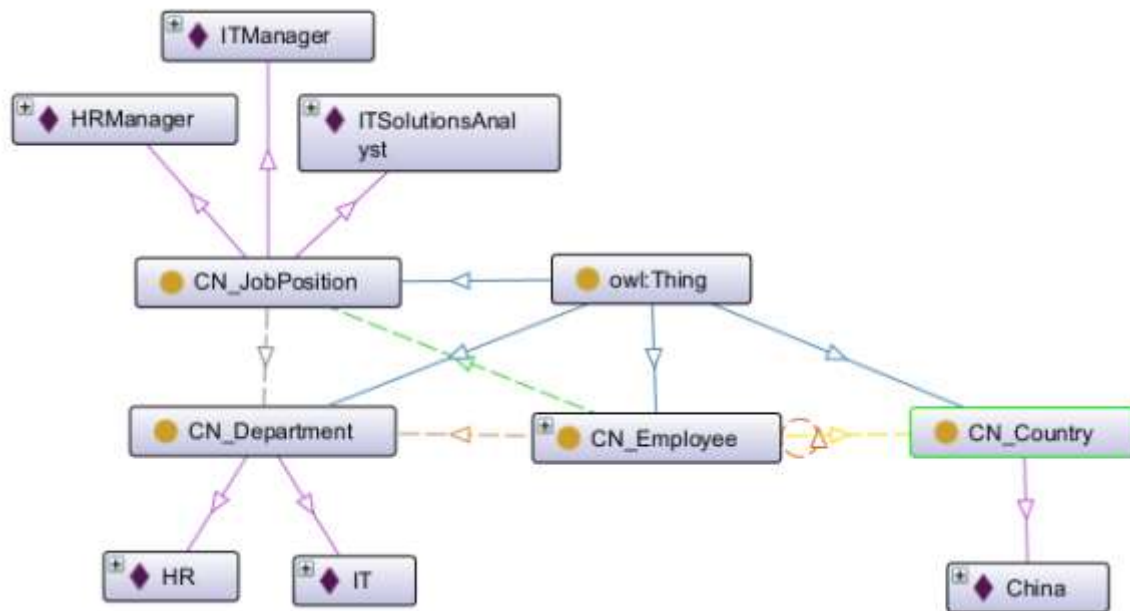 ITManager
HRManager
ITSolutionsAnal
yst
CN_JobPosition
owl:Thing
CN_Department
CN_Employee
CN_Country
HR
IT
China